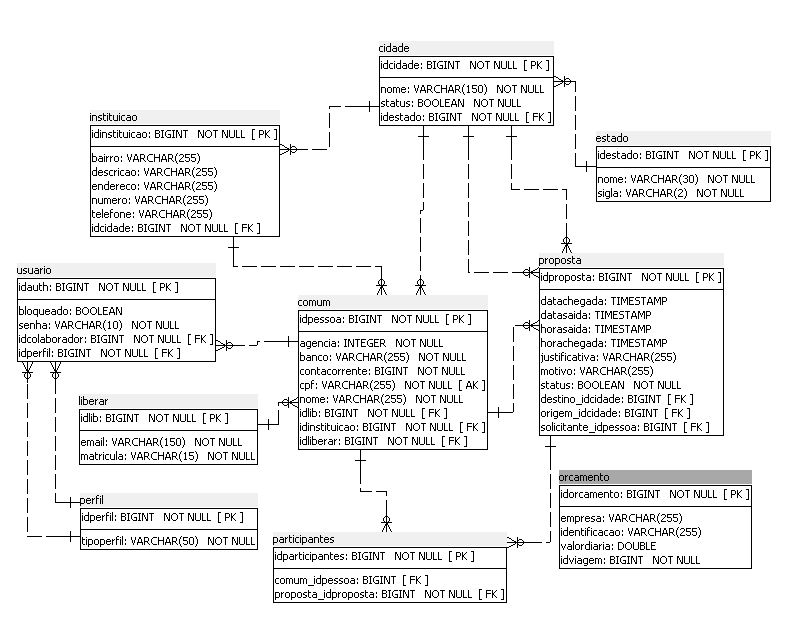 cidade
idcidade: BIGINT NOT NULL [ PK ]
nome: VARCHAR(150) NOT NULL
status: BOOLEAN NOT NULL
idestado: BIGINT NOT NULL [ FK ]
instituicao
idinstituicao: BIGINT NOT NULL [ PK ]
bairro: VARCHAR(255)
descricao: VARCHAR(255)
endereco: VARCHAR(255)
numero: VARCHAR(255)
telefone: VARCHAR(255)
idcidade: BIGINT NOT NULL [ FK ]
estado
idestado: BIGINT NOT NULL [ PK ]
nome: VARCHAR(30) NOT NULL
sigla: VARCHAR(2) NOT NULL
usuario
idauth: BIGINT NOT NULL [ PK ]
bloqueado: BOOLEAN
senha: VARCHAR(10) NOT NULL
idcolaborador: BIGINT NOT NULL [ FK ]
idperfil: BIGINT NOT NULL [ FK ]
comum
idpessoa: BIGINT NOT NULL [ PK ]
agencia: INTEGER NOT NULL
banco: VARCHAR(255) NOT NULL
contacorrente: BIGINT NOT NULL
cpf: VARCHAR(255) NOT NULL [ AK ]
nome: VARCHAR(255) NOT NULL
idlib: BIGINT NOT NULL [ FK ]
idinstituicao: BIGINT NOT NULL [ FK ]
idliberar: BIGINT NOT NULL [ FK ]
proposta
idproposta: BIGINT NOT NULL [ PK ]
datachegada: TIMESTAMP
datasaida: TIMESTAMP
horasaida: TIMESTAMP
horachegada: TIMESTAMP
justificativa: VARCHAR(255)
motivo: VARCHAR(255)
status: BOOLEAN NOT NULL
destino_idcidade: BIGINT [ FK ]
origem_idcidade: BIGINT [ FK ]
solicitante_idpessoa: BIGINT [ FK ]
liberar
idlib: BIGINT NOT NULL [ PK ]
email: VARCHAR(150) NOT NULL
matricula: VARCHAR(15) NOT NULL
perfil
idperfil: BIGINT NOT NULL [ PK ]
tipoperfil: VARCHAR(50) NOT NULL
orcamento
idorcamento: BIGINT NOT NULL [ PK ]
empresa: VARCHAR(255)
identificacao: VARCHAR(255)
valordiaria: DOUBLE
idviagem: BIGINT NOT NULL
participantes
idparticipantes: BIGINT NOT NULL [ PK ]
comum_idpessoa: BIGINT [ FK ]
proposta_idproposta: BIGINT NOT NULL [ FK ]